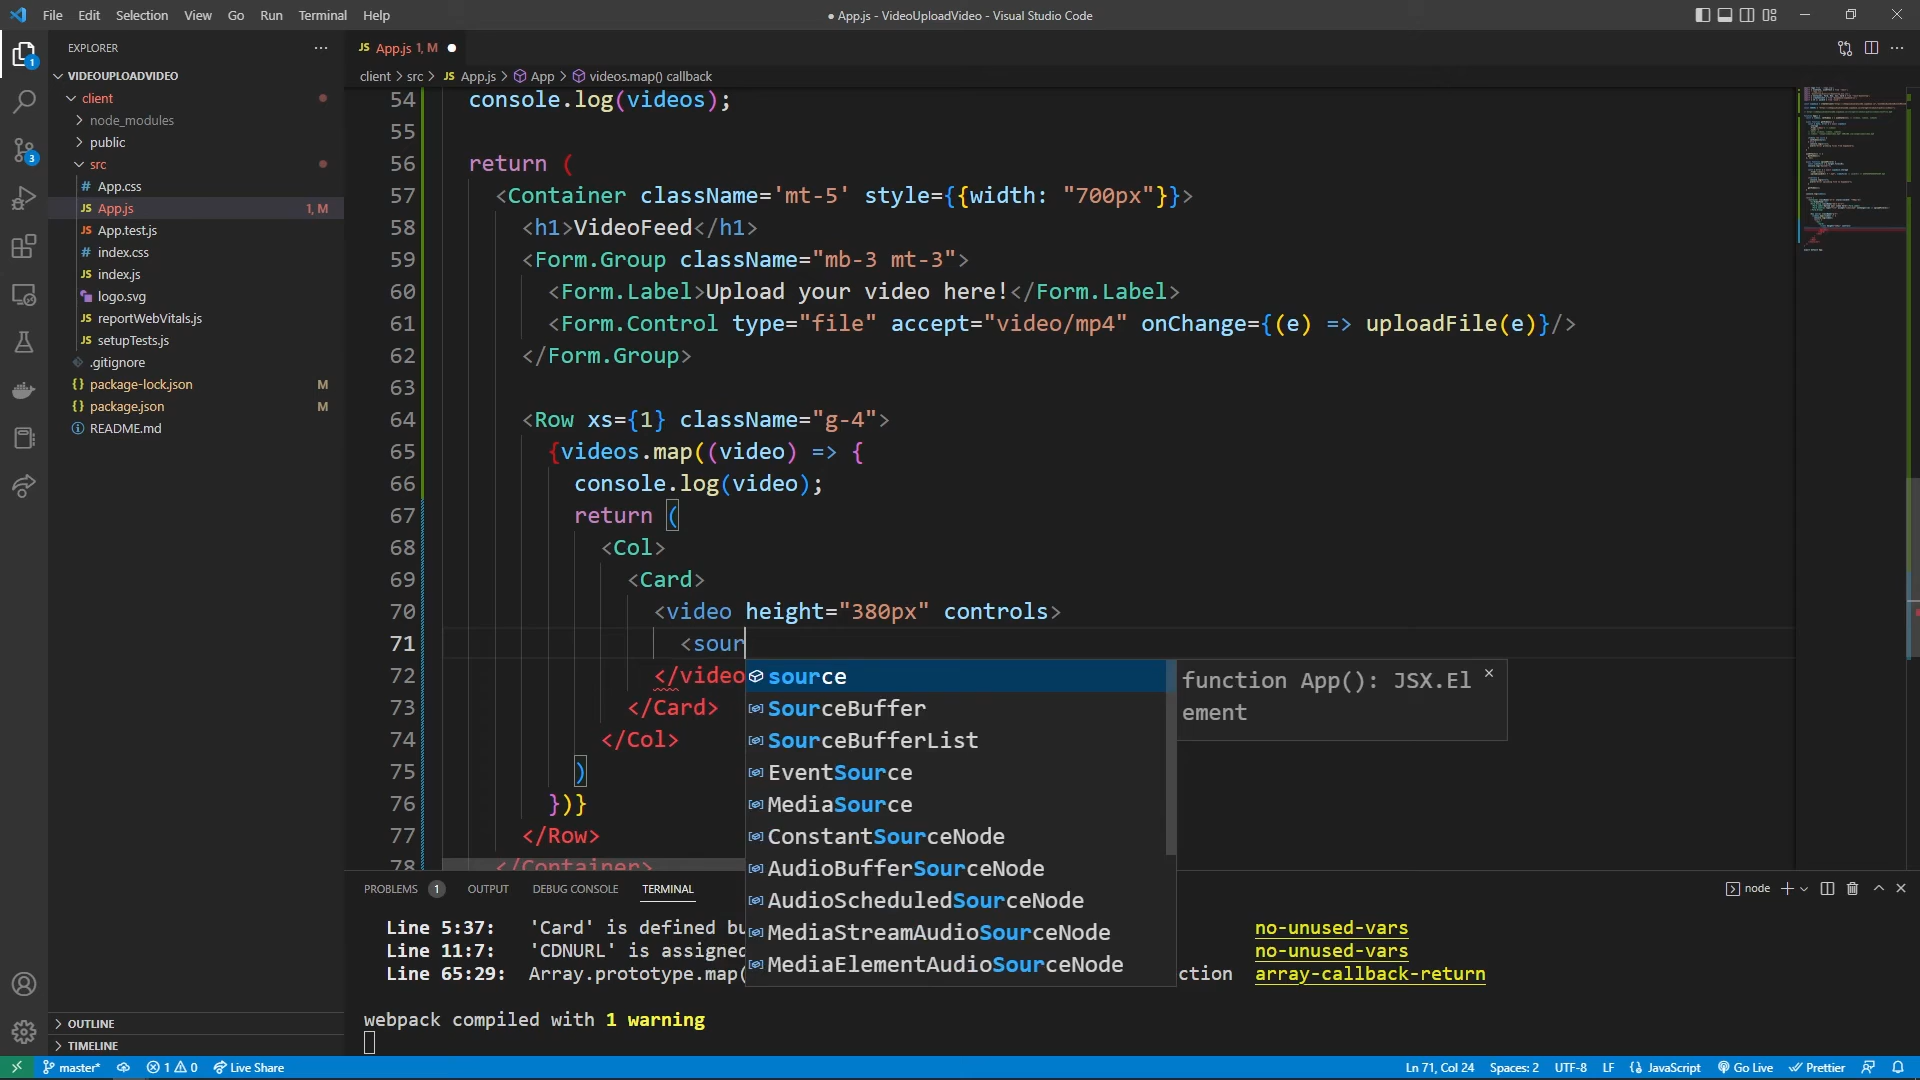 File Edit Selection View Go Run Terminal Help
● App.js - VideoUploadVideo - Visual Studio Code
EXPLORER
JS App.js 1, M
VIDEOUPLOADVIDEO
client > src > JS App.js > App > videos.map() callback
client
node_modules
public
src
# App.css
JS App.js 1, M
JS App.test.js
# index.css
JS index.js
logo.svg
JS reportWebVitals.js
JS setupTests.js
.gitignore
{} package-lock.json M
{} package.json M
README.md
OUTLINE
TIMELINE
1
3
54 console.log(videos);
55
56 return (
57 <Container className='mt-5' style={{width: "700px"}}>
58 <h1>VideoFeed</h1>
59 <Form.Group className="mb-3 mt-3">
60 <Form.Label>Upload your video here!</Form.Label>
61 <Form.Control type="file" accept="video/mp4" onChange={(e) => uploadFile(e)}/>
62 </Form.Group>
63
64 <Row xs={1} className="g-4">
65 {videos.map((video) => {
66 console.log(video);
67 return (
68 <Col>
69 <Card>
70 <video height="380px" controls>
71 <sour
72 </video
73 </Card>
74 </Col>
75 )
76 })}
77 </Row>
78 </Container>
source
SourceBuffer
SourceBufferList
EventSource
MediaSource
ConstantSourceNode
AudioBufferSourceNode
AudioScheduledSourceNode
MediaStreamAudioSourceNode
MediaElementAudioSourceNode
function App(): JSX.El
ement
PROBLEMS 1 OUTPUT DEBUG CONSOLE TERMINAL
node
Line 5:37: 'Card' is defined bu no-unused-vars
Line 11:7: 'CDNURL' is assigned no-unused-vars
Line 65:29: Array.prototype.map( ction array-callback-return
webpack compiled with 1 warning
master* 1 0 Live Share
Ln 71, Col 24 Spaces: 2 UTF-8 LF {} JavaScript Go Live Prettier